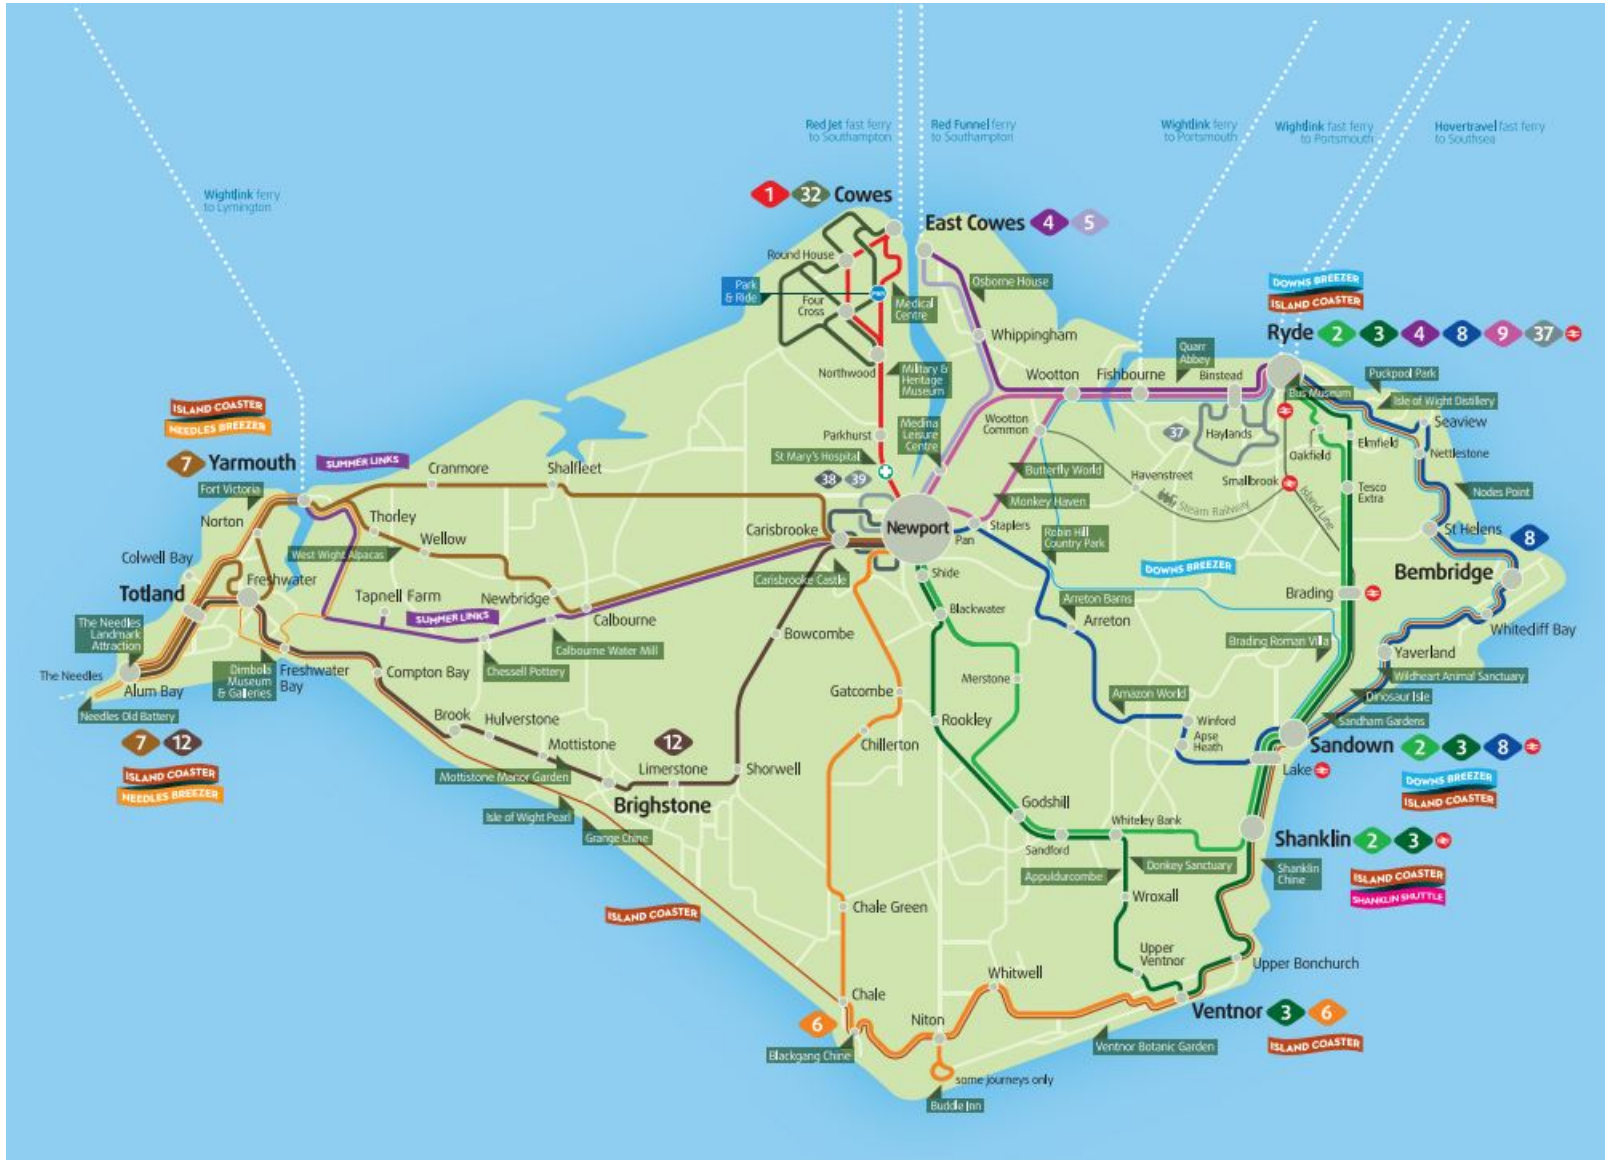 Red Jet fast ferry
to Southampton
Red Funnel ferry
to Southampton
Wightlink ferry
to Portsmouth
Wightlink fast ferry
to Portsmouth
Hovertravel fast ferry
to Southsea
Wightlink ferry
to Lymington
1 32 Cowes
East Cowes 4 5
Round House
Park
& Ride
Four
Cross
Medical
Centre
Osborne House
Whippingham
Northwood
Military &
Heritage
Museum
DOWNS BREEZER
ISLAND COASTER
Ryde 2 3 4 8 9 37
Quarr
Abbey
Wootton
Fishbourne
Binstead
Puckpool Park
Bus Museum
Isle of Wight Distillery
Seaview
ISLAND COASTER
NEEDLES BREEZER
7 Yarmouth
SUMMER LINKS
Fort Victoria
Cranmore
Shalfleet
Parkhurst
St Mary's Hospital
38 39
Medina
Leisure
Centre
Wootton
Common
37
Haylands
Oakfield
Elmfield
Nettlestone
Butterfly World
Haverstreet
Smallbrook
Tesco
Extra
Nodes Point
Monkey Haven
Steam Railway
Island Line
Norton
Thorley
Wellow
West Wight Alpacas
Colwell Bay
Carisbrooke
Newport
Staplers
Pan
Robin Hill
Country Park
St Helens
8
DOWNS BREEZER
Bembridge
Totland
Freshwater
Tapnell Farm
Newbridge
Carisbrooke Castle
Shide
SUMMER LINKS
Calbourne
Blackwater
Arreton Barns
Arreton
Brading
Whitecliff Bay
The Needles
Landmark
Attraction
Bowcombe
Brading Roman Villa
Calbourne Water Mill
Yaverland
The Needles
Alum Bay
Dimbola
Museum
& Galleries
Freshwater
Bay
Compton Bay
Chessell Pottery
Merstone
Wildheart Animal Sanctuary
Gatcombe
Amazon World
Dinosaur Isle
Needles Old Battery
Brook
Hulverstone
Rookley
Winford
Apse
Heath
Sandham Gardens
7 12
Mottistone
12
Chillerton
Sandown 2 3 8
ISLAND COASTER
NEEDLES BREEZER
Mottistone Manor Garden
Limerstone
Shorwell
Lake
DOWNS BREEZER
ISLAND COASTER
Brighstone
Isle of Wight Pearl
Grange Chine
Godshill
Whiteley Bank
Sandford
Shanklin 2 3
Appuldurcombe
Donkey Sanctuary
Shanklin
Chine
ISLAND COASTER
SHANKLIN SHUTTLE
Wroxall
ISLAND COASTER
Chale Green
Upper
Ventnor
Upper Bonchurch
Whitwell
Chale
6
Niton
Ventnor 3 6
Blackgang Chine
Ventnor Botanic Garden
ISLAND COASTER
some journeys only
Buddle Inn